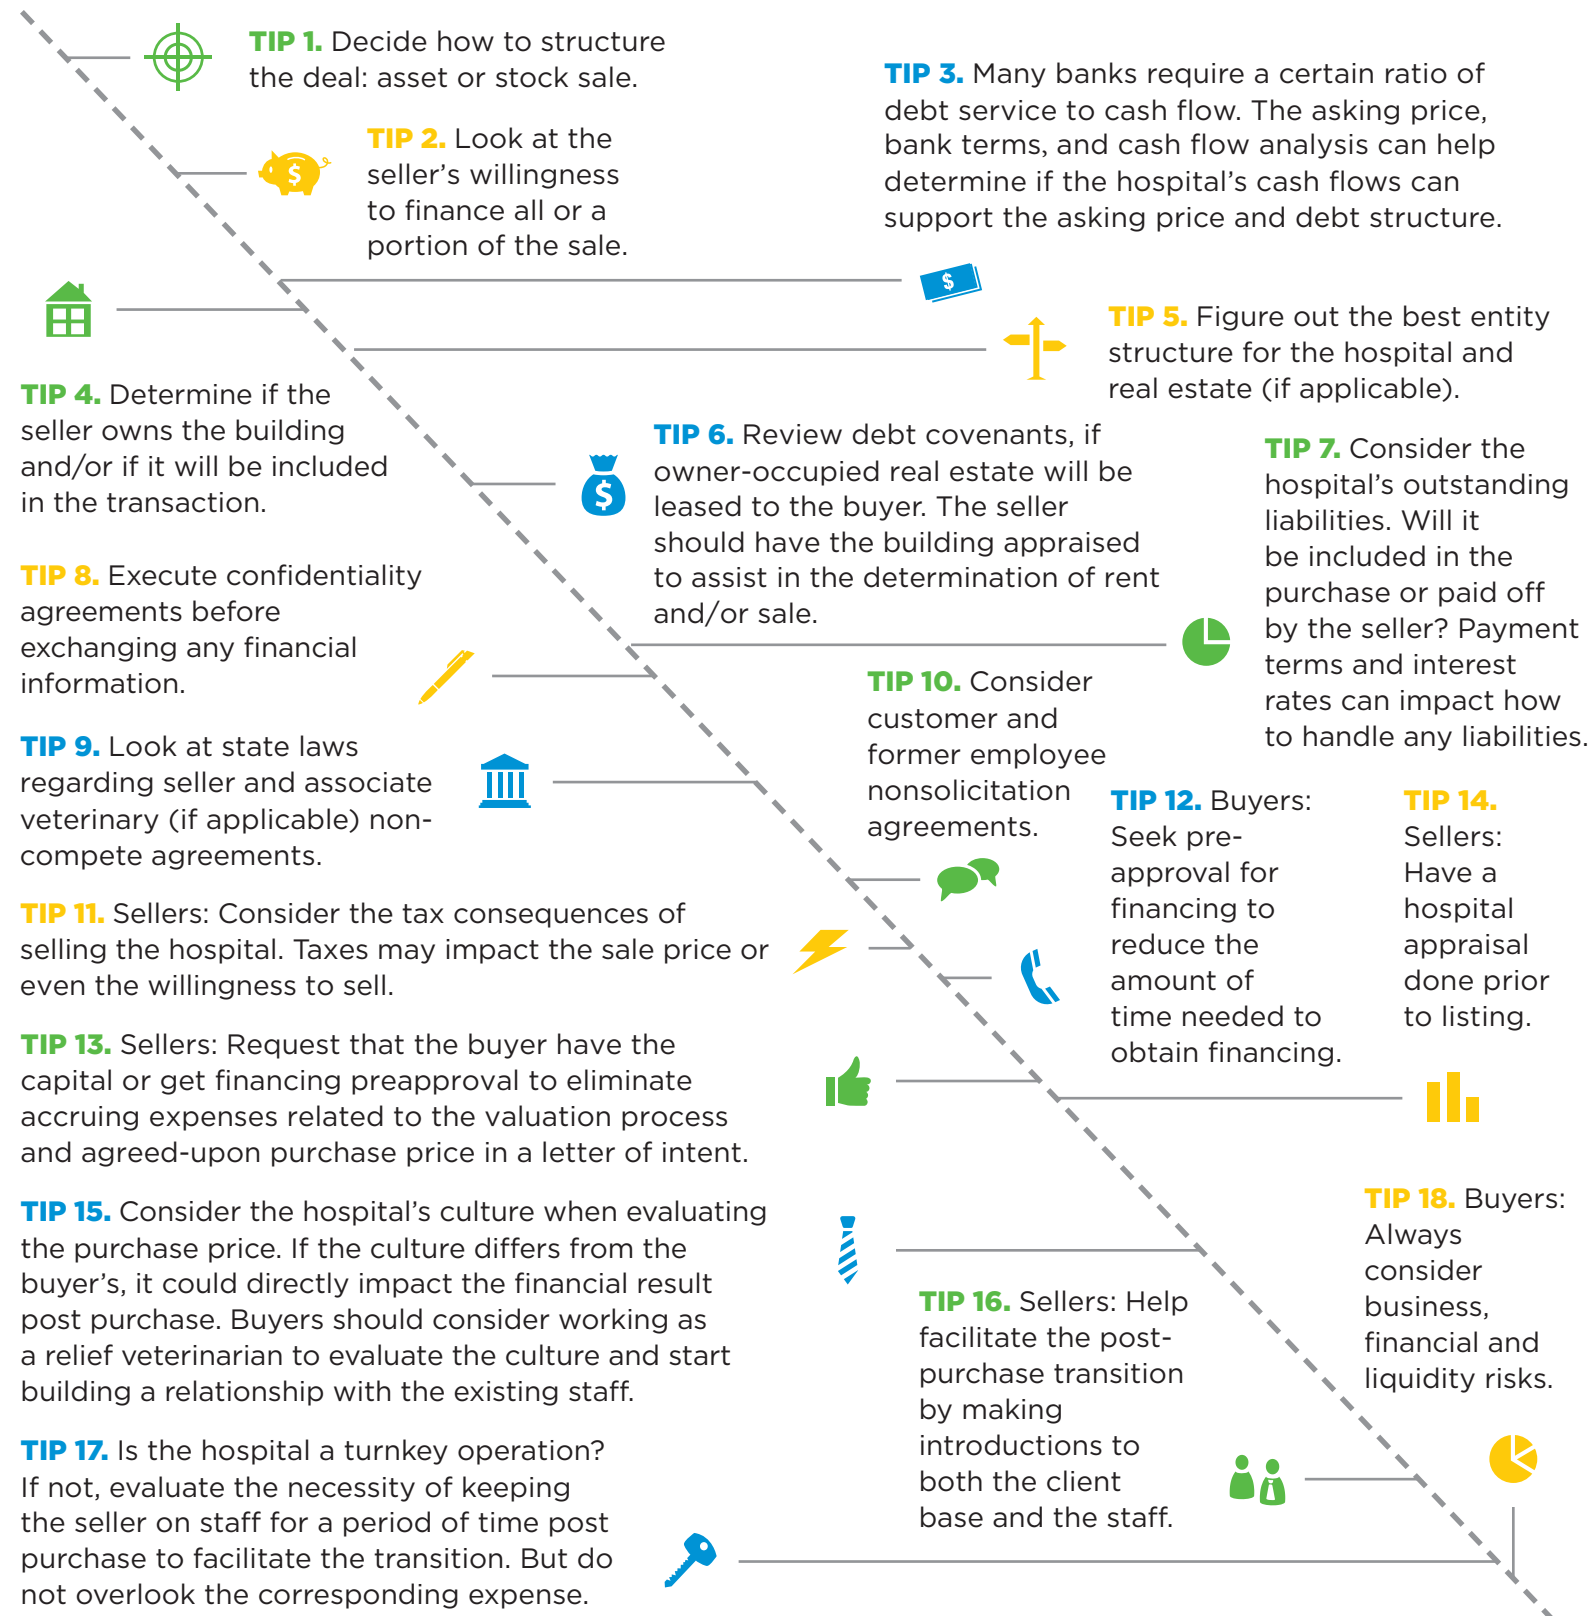 TIP 1. Decide how to structure
the deal: asset or stock sale.
TIP 2. Look at the
seller’s willingness
to finance all or a
portion of the sale.
$
TIP 3. Many banks require a certain ratio of
debt service to cash flow. The asking price,
bank terms, and cash flow analysis can help
determine if the hospital’s cash flows can
support the asking price and debt structure.
$
TIP 4. Determine if the
seller owns the building
and/or if it will be included
in the transaction.
TIP 5. Figure out the best entity
structure for the hospital and
real estate (if applicable).
TIP 6. Review debt covenants, if
owner-occupied real estate will be
leased to the buyer. The seller
should have the building appraised
to assist in the determination of rent
and/or sale.
$
TIP 7. Consider the
hospital’s outstanding
liabilities. Will it
be included in the
purchase or paid off
by the seller? Payment
terms and interest
rates can impact how
to handle any liabilities.
TIP 8. Execute confidentiality
agreements before
exchanging any financial
information.
TIP 9. Look at state laws
regarding seller and associate
veterinary (if applicable) non-
compete agreements.
TIP 10. Consider
customer and
former employee
nonsolicitation
agreements.
TIP 11. Sellers: Consider the tax consequences of
selling the hospital. Taxes may impact the sale price or
even the willingness to sell.
TIP 12. Buyers:
Seek pre-
approval for
financing to
reduce the
amount of
time needed to
obtain financing.
TIP 13. Sellers: Request that the buyer have the
capital or get financing preapproval to eliminate
accruing expenses related to the valuation process
and agreed-upon purchase price in a letter of intent.
TIP 14.
Sellers:
Have a
hospital
appraisal
done prior
to listing.
TIP 15. Consider the hospital’s culture when evaluating
the purchase price. If the culture differs from the
buyer’s, it could directly impact the financial result
post purchase. Buyers should consider working as
a relief veterinarian to evaluate the culture and start
building a relationship with the existing staff.
TIP 16. Sellers: Help
facilitate the post-
purchase transition
by making
introductions to
both the client
base and the staff.
TIP 17. Is the hospital a turnkey operation?
If not, evaluate the necessity of keeping
the seller on staff for a period of time post
purchase to facilitate the transition. But do
not overlook the corresponding expense.
TIP 18. Buyers:
Always
consider
business,
financial and
liquidity risks.